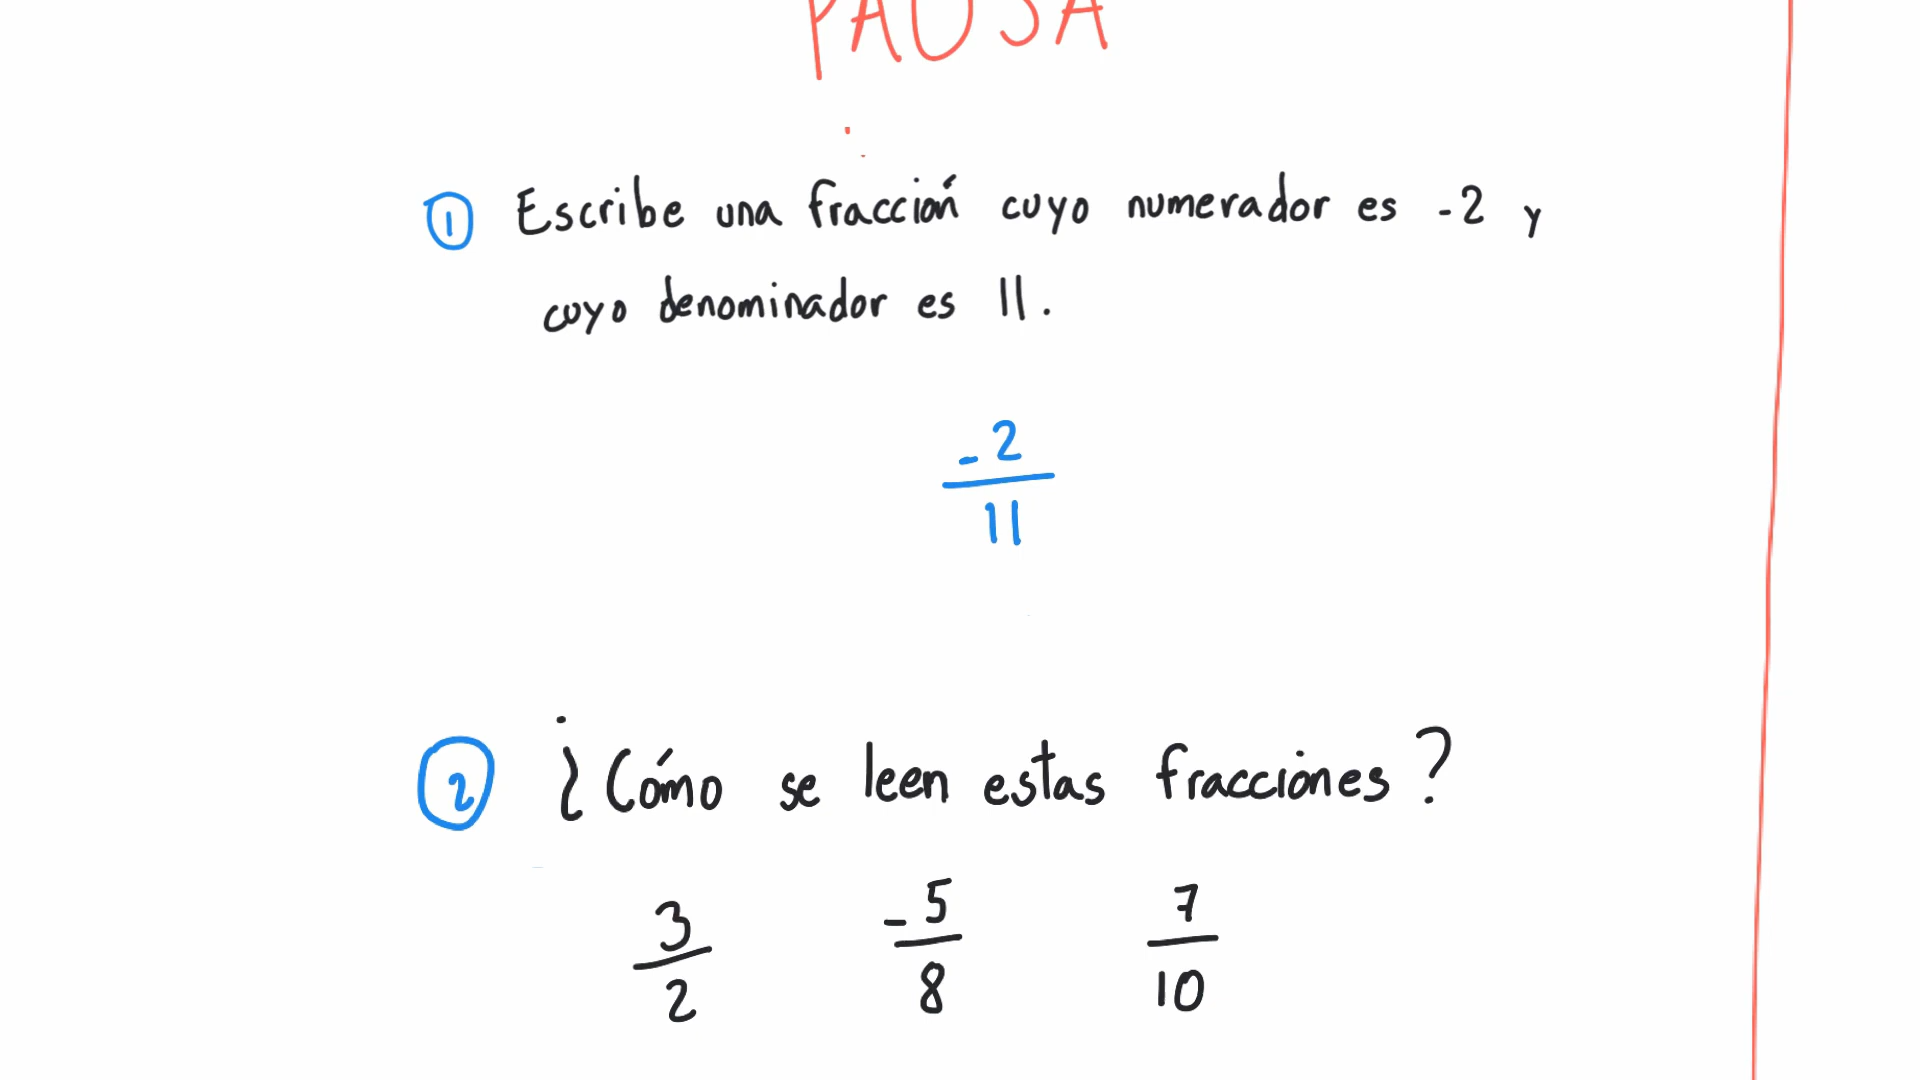 PAUSA
1 Escribe una fracción cuyo numerador es -2 y
cuyo denominador es 11.
-2
11
2 ¿Cómo se leen estas fracciones?
3 -5 7
2 8 10